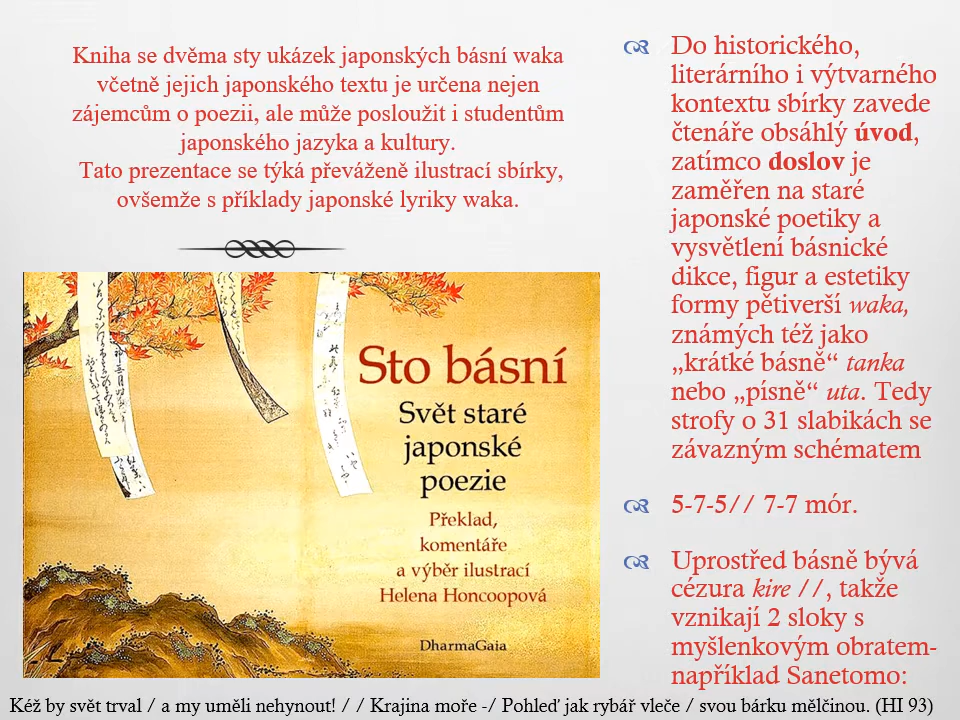 Kniha se dvěma sty ukázek japonských básní waka
včetně jejich japonského textu je určena nejen
zájemcům o poezii, ale může posloužit i studentům
japonského jazyka a kultury.
Tato prezentace se týká převáženě ilustrací sbírky,
ovšemže s příklady japonské lyriky waka.
Sto básní
Svět staré
japonské
poezie
Překlad,
komentáře
a výběr ilustrací
Helena Honcoopová
DharmaGaia
Do historického,
literárního i výtvarného
kontextu sbírky zavede
čtenáře obsáhlý úvod,
zatímco doslov je
zaměřen na staré
japonské poetiky a
vysvětlení básnické
dikce, figur a estetiky
formy pětiverší waka,
známých též jako
„krátké básně“ tanka
nebo „písně“ uta. Tedy
strofy o 31 slabikách se
závazným schématem
5-7-5// 7-7 mór.
Uprostřed básně bývá
cézura kire //, takže
vznikají 2 sloky s
myšlenkovým obratem-
například Sanetomo:
Kéž by svět trval / a my uměli nehynout! / / Krajina moře -/ Pohleď jak rybář vleče / svou bárku mělčinou. (HI 93)